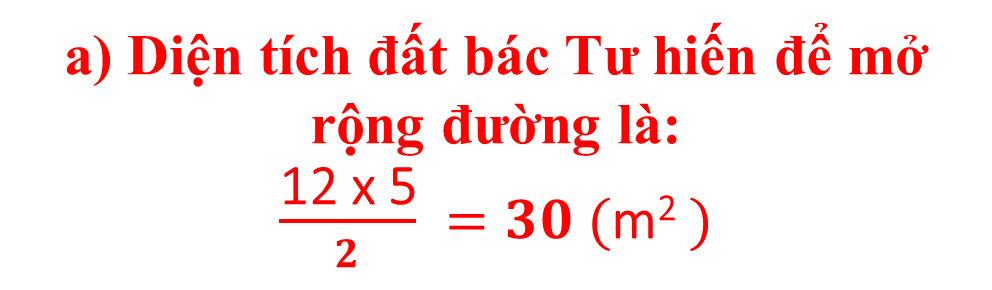 a) Diện tích đất bác Tư hiến để mở
rộng đường là:
12 x 5
2
= 30 (m² )